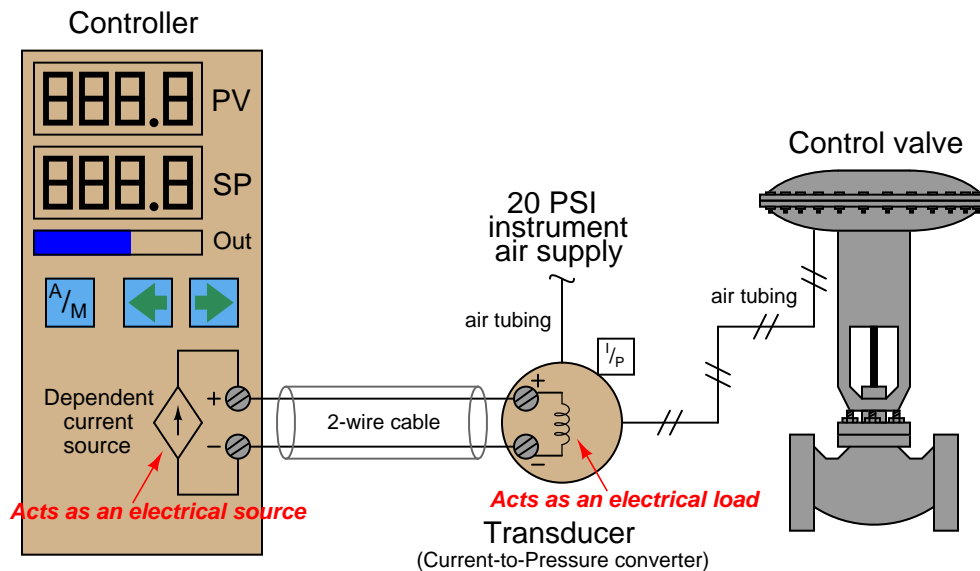 Controller
888.8
PV
888.8
SP
Out
A/M
Dependent
current
source
+
−
Acts as an electrical source
2-wire cable
20 PSI
instrument
air supply
air tubing
I/P
+
−
Acts as an electrical load
Transducer
(Current-to-Pressure converter)
air tubing
Control valve